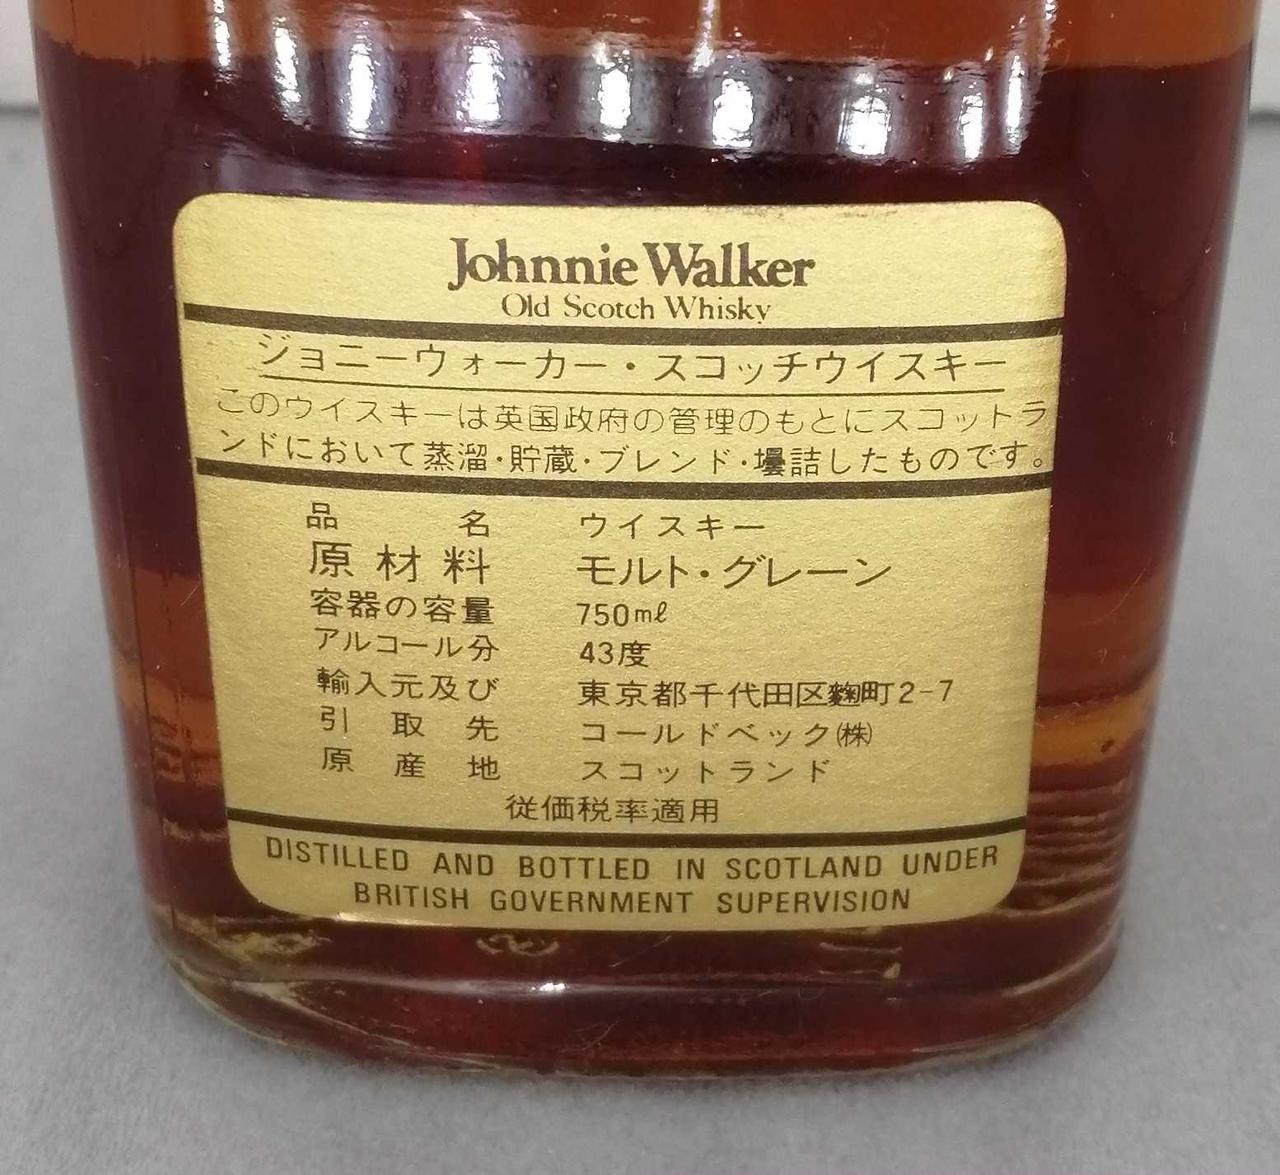 Johnnie Walker
Old Scotch Whisky
ジョニーウォーカー・スコッチウイスキー
このウイスキーは英国政府の管理のもとにスコットラ
ンドにおいて蒸溜・貯蔵・ブレンド・壜詰したものです。
品名 ウイスキー
原材料 モルト・グレーン
容器の容量 750mℓ
アルコール分 43度
輸入元及び 東京都千代田区麴町2-7
引取先 コールドベック㈱
原産地 スコットランド
従価税率適用
DISTILLED AND BOTTLED IN SCOTLAND UNDER
BRITISH GOVERNMENT SUPERVISION